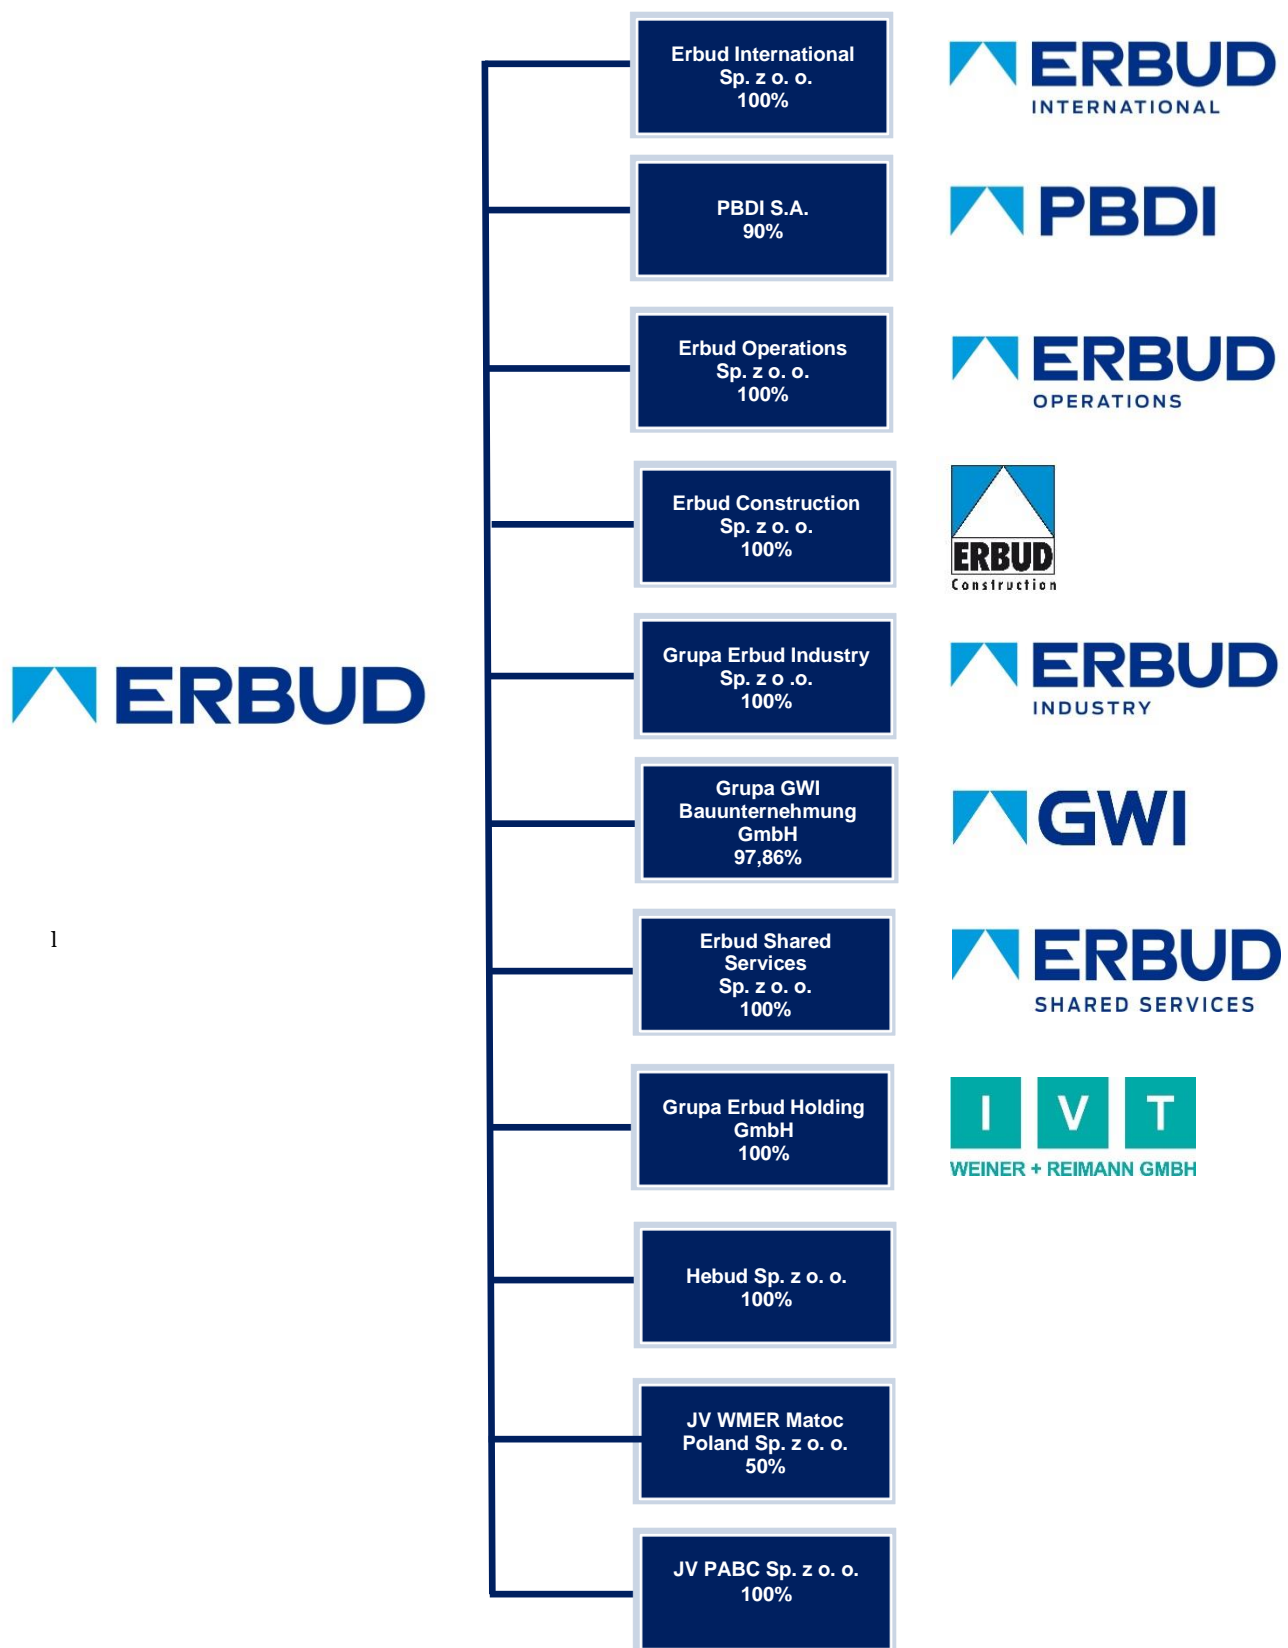 Erbud International
Sp. z o. o.
100%
ERBUD
INTERNATIONAL
PBDI S.A.
90%
PBDI
Erbud Operations
Sp. z o. o.
100%
ERBUD
OPERATIONS
Erbud Construction
Sp. z o. o.
100%
ERBUD
Construction
Grupa Erbud Industry
Sp. z o .o.
100%
ERBUD
INDUSTRY
ERBUD
Grupa GWI
Bauunternehmung
GmbH
97,86%
GWI
l
Erbud Shared
Services
Sp. z o. o.
100%
ERBUD
SHARED SERVICES
Grupa Erbud Holding
GmbH
100%
I V T
WEINER + REIMANN GMBH
Hebud Sp. z o. o.
100%
JV WMER Matoc
Poland Sp. z o. o.
50%
JV PABC Sp. z o. o.
100%